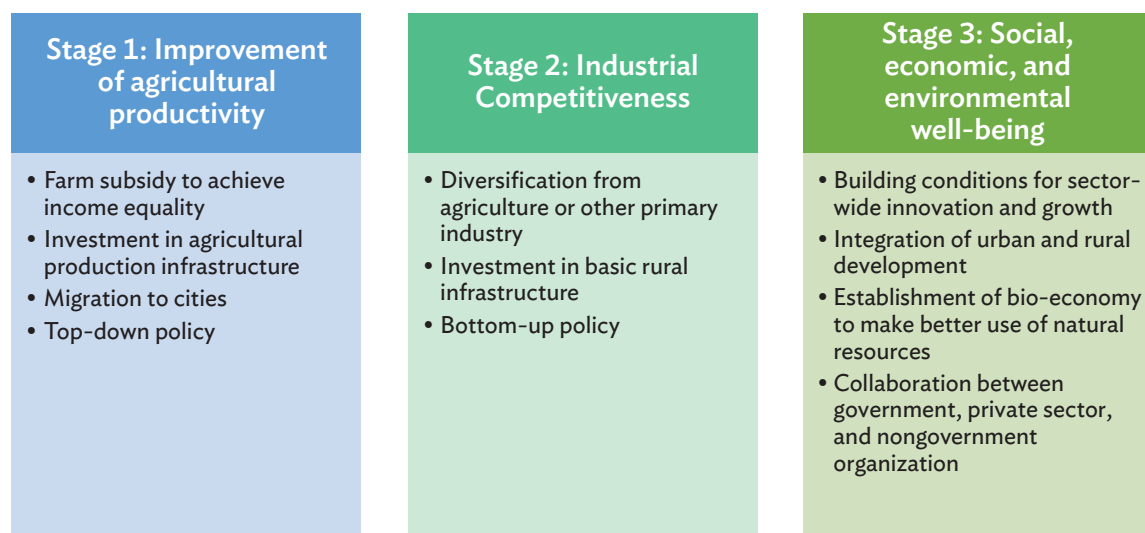 Stage 1: Improvement
of agricultural
productivity
• Farm subsidy to achieve
income equality
• Investment in agricultural
production infrastructure
• Migration to cities
• Top-down policy
Stage 2: Industrial
Competitiveness
• Diversification from
agriculture or other primary
industry
• Investment in basic rural
infrastructure
• Bottom-up policy
Stage 3: Social,
economic, and
environmental
well-being
• Building conditions for sector-
wide innovation and growth
• Integration of urban and rural
development
• Establishment of bio-economy
to make better use of natural
resources
• Collaboration between
government, private sector,
and nongovernment
organization